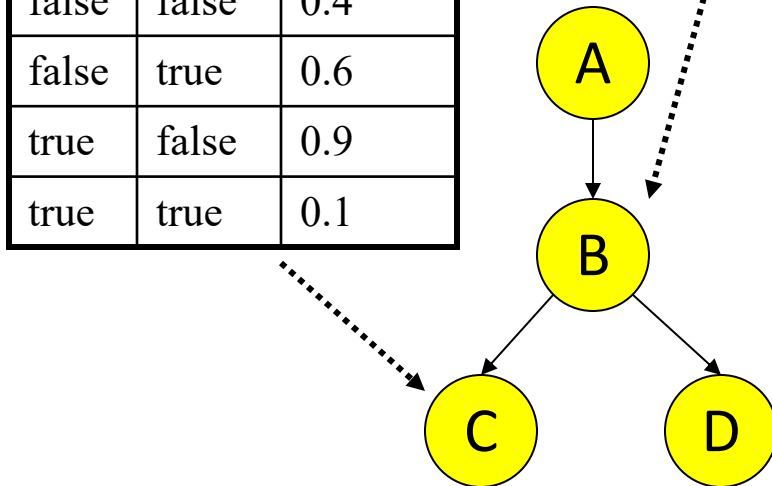 false false 0.4
false true 0.6
true false 0.9
true true 0.1
A
B
C
D